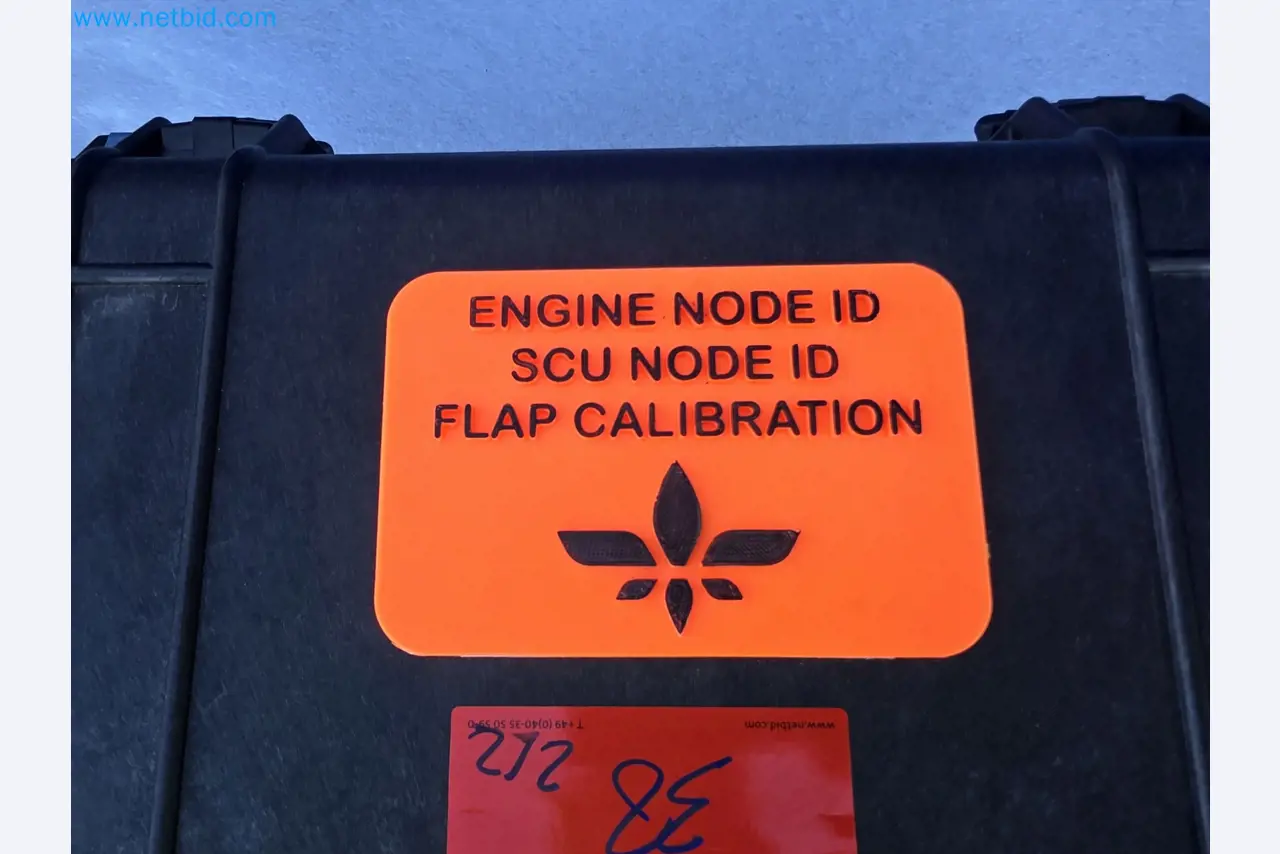 www.netbid.com
ENGINE NODE ID
SCU NODE ID
FLAP CALIBRATION
www.netbid.com
T +49 (0)40-35 50 59-0
212
38